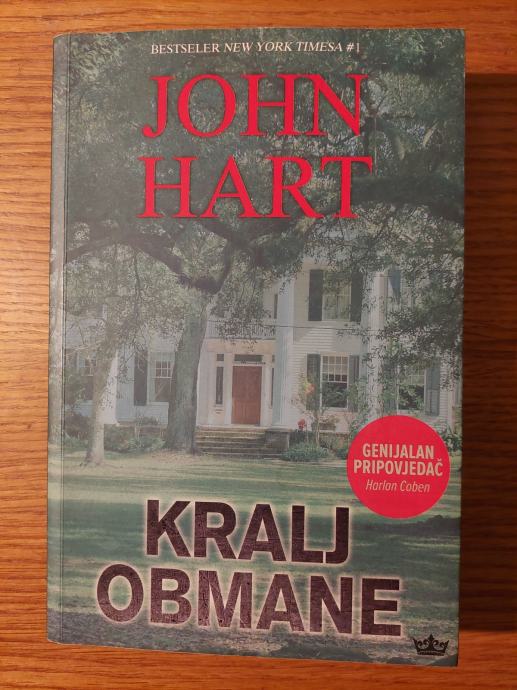 BESTSELER NEW YORK TIMESA #1
JOHN
HART
GENIJALAN
PRIPOVJEDAČ
Harlan Coben
KRALJ
OBMANE